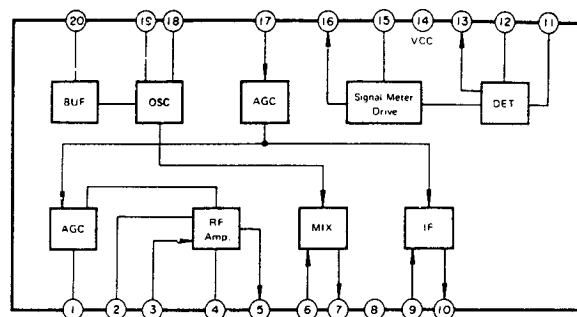 20 19 18 17 16 15 14 13 12 11
VCC
BUF OSC AGC Signal Meter DET
Drive
AGC RF MIX IF
Amp.
1 2 3 4 5 6 7 8 9 10